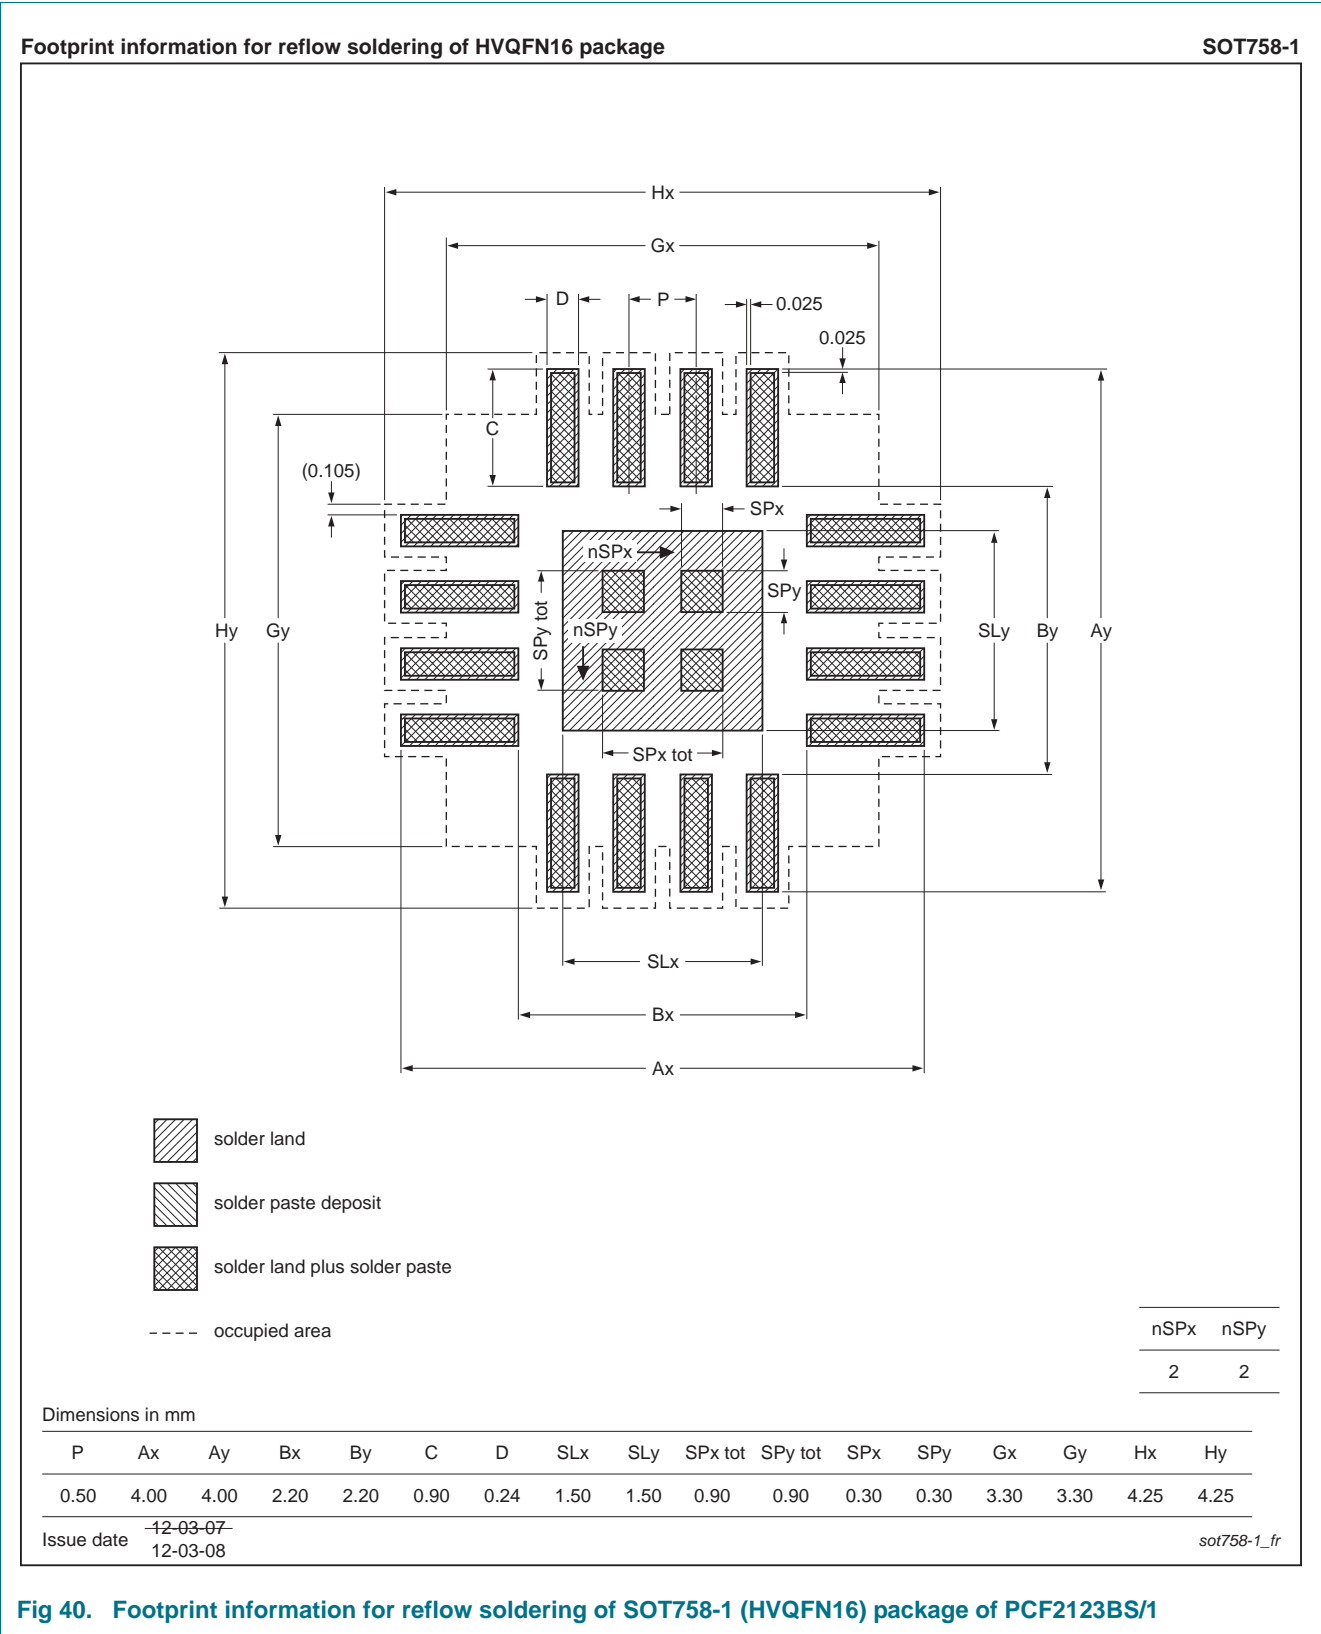 Footprint information for reflow soldering of HVQFN16 package SOT758-1
Hx
Gx
D P 0.025
0.025
C
(0.105)
SPx
nSPx
SPy
SPy tot
nSPy
Hy Gy SLy By Ay
SPx tot
SLx
Bx
Ax
solder land
solder paste deposit
solder land plus solder paste
occupied area
nSPx nSPy
2 2
Dimensions in mm
P Ax Ay Bx By C D SLx SLy SPx tot SPy tot SPx SPy Gx Gy Hx Hy
0.50 4.00 4.00 2.20 2.20 0.90 0.24 1.50 1.50 0.90 0.90 0.30 0.30 3.30 3.30 4.25 4.25
Issue date 12-03-07
12-03-08
sot758-1_fr
Fig 40. Footprint information for reflow soldering of SOT758-1 (HVQFN16) package of PCF2123BS/1